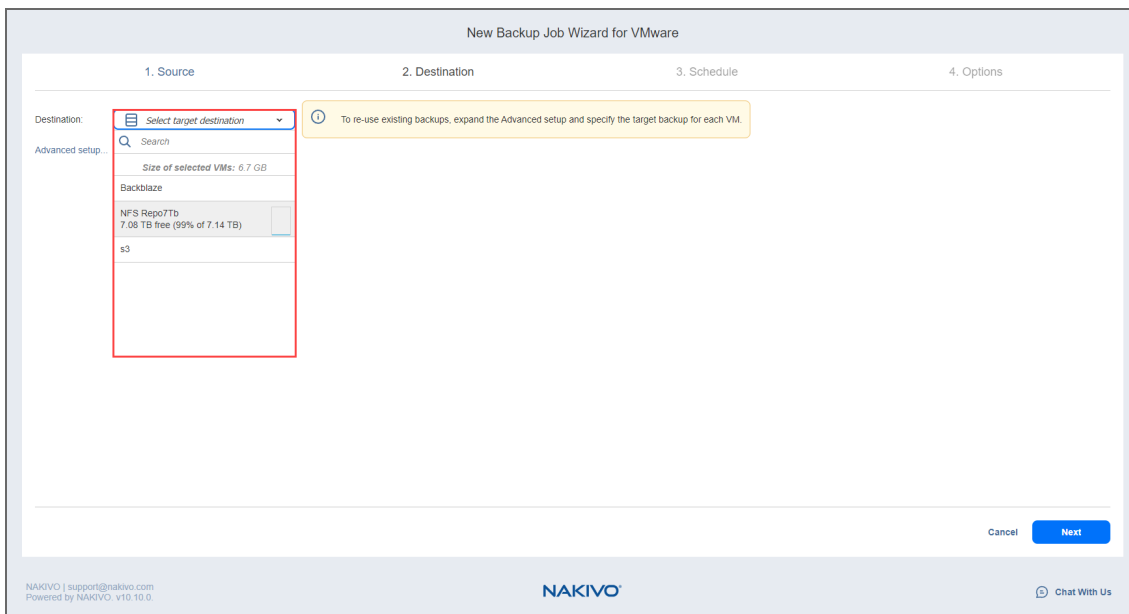 New Backup Job Wizard for VMware
1. Source
2. Destination
3. Schedule
4. Options
Destination:
Select target destination
To re-use existing backups, expand the Advanced setup and specify the target backup for each VM.
Search
Advanced setup...
Size of selected VMs: 6.7 GB
Backblaze
NFS Repo7Tb
7.08 TB free (99% of 7.14 TB)
s3
Cancel
Next
NAKIVO | support@nakivo.com
Powered by NAKIVO. v10.10.0.
NAKIVO®
Chat With Us